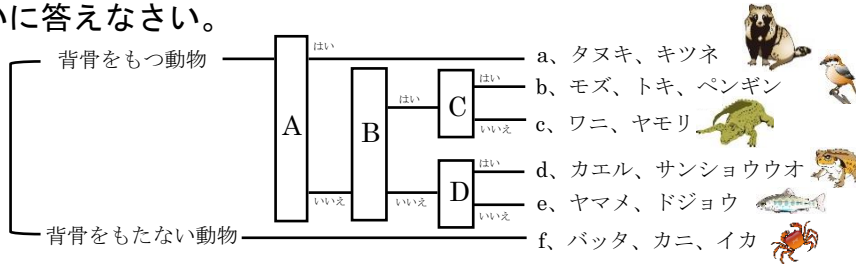 いに答えなさい。
背骨をもつ動物
はい
a、タヌキ、キツネ
はい
b、モズ、トキ、ペンギン
はい
C
A
B
いいえ
c、ワニ、ヤモリ
はい
d、カエル、サンショウウオ
D
いいえ
いいえ
e、ヤマメ、ドジョウ
いいえ
背骨をもたない動物
f、バッタ、カニ、イカ